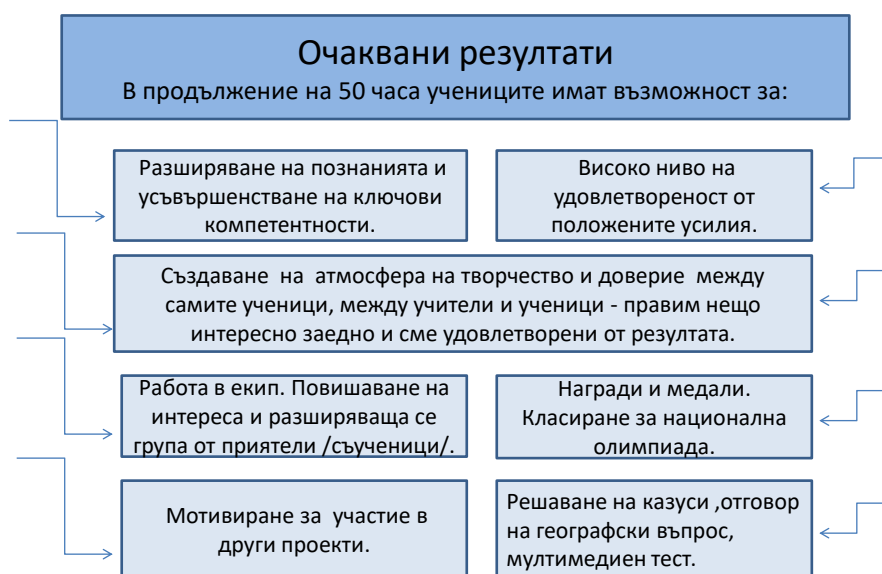 Очаквани резултати
В продължение на 50 часа учениците имат възможност за:
Разширяване на познанията и
усъвършенстване на ключови
компетентности.
Високо ниво на
удовлетвореност от
положените усилия.
Създаване на атмосфера на творчество и доверие между
самите ученици, между учители и ученици - правим нещо
интересно заедно и сме удовлетворени от резултата.
Работа в екип. Повишаване на
интереса и разширяваща се
група от приятели /съученици/.
Награди и медали.
Класиране за национална
олимпиада.
Мотивиране за участие в
други проекти.
Решаване на казуси ,отговор
на географски въпрос,
мултимедиен тест.